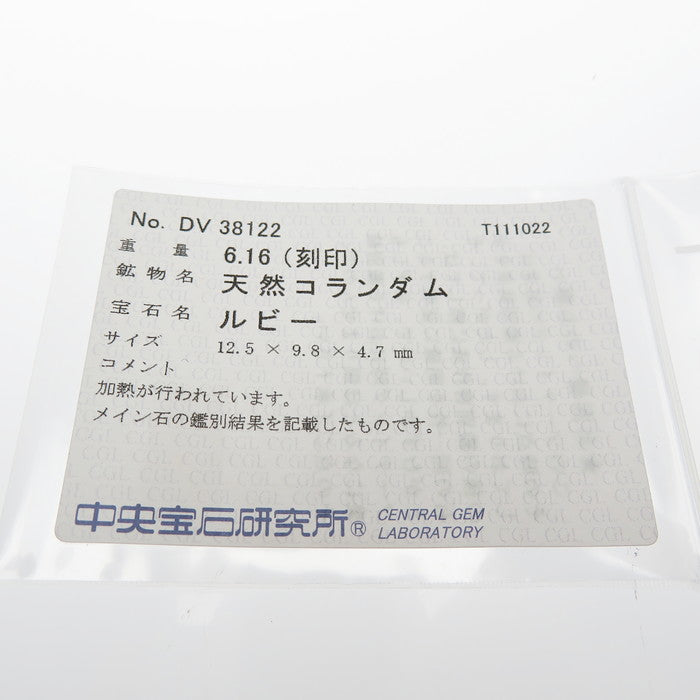 No. DV 38122 T111022
重量 6.16 (刻印)
鉱物名 天然コランダム
宝石名 ルビー
サイズ 12.5 × 9.8 × 4.7 mm
コメント
加熱が行われています。
メイン石の鑑別結果を記載したものです。
中央宝石研究所® CENTRAL GEM
LABORATORY